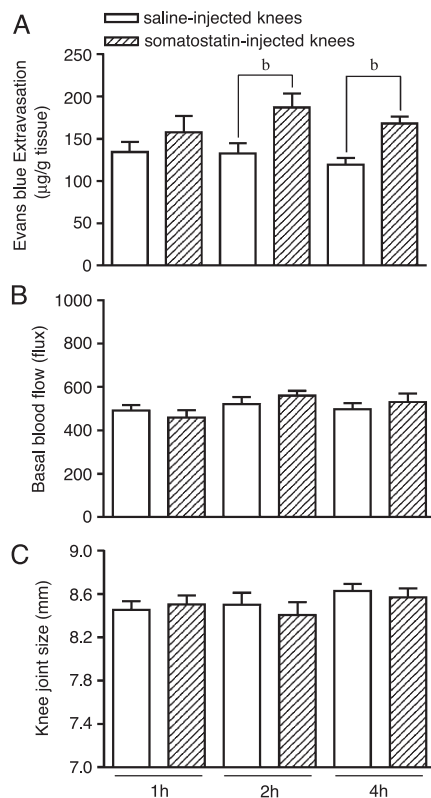 A
saline-injected knees
somatostatin-injected knees
Evans blue Extravasation
(μg/g tissue)
250
200
150
100
50
0
b
b
B
Basal blood flow (flux)
1000
800
600
400
200
0
C
Knee joint size (mm)
9.0
8.6
8.2
7.8
7.4
7.0
1h
2h
4h